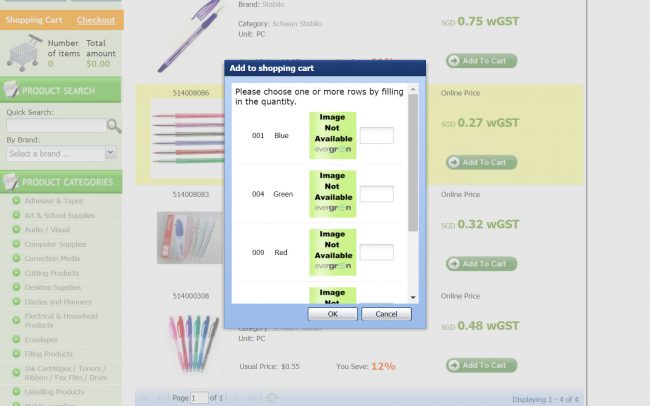 Shopping Cart Checkout
Number of items
0
Total amount
$0.00
PRODUCT SEARCH
Quick Search:
By Brand:
Select a brand ...
PRODUCT CATEGORIES
Adhesive & Tapes
Art & School Supplies
Audio / Visual
Computer Supplies
Correction Media
Cutting Products
Desktop Supplies
Diaries and Planners
Electrical & Household
Products
Envelopes
Filing Products
Ink Cartridges / Toners /
Ribbon / Fax Film / Drum
Labelling Products
Brand: Stabilo
Category: Schwan Stabilo
Unit: PC
SGD 0.75 wGST
Add To Cart
514008086
Online Price
SGD 0.27 wGST
Add To Cart
514008083
Online Price
SGD 0.32 wGST
Add To Cart
514000308
Online Price
SGD 0.48 wGST
Unit: PC
Usual Price: $0.55 You Save: 12%
Add To Cart
Page 1 of 1
Displaying 1 - 4 of 4
Add to shopping cart
Please choose one or more rows by filling
in the quantity.
001 Blue
Image
Not
Available
evergreen
004 Green
Image
Not
Available
evergreen
009 Red
Image
Not
Available
evergreen
Image
Not
OK Cancel